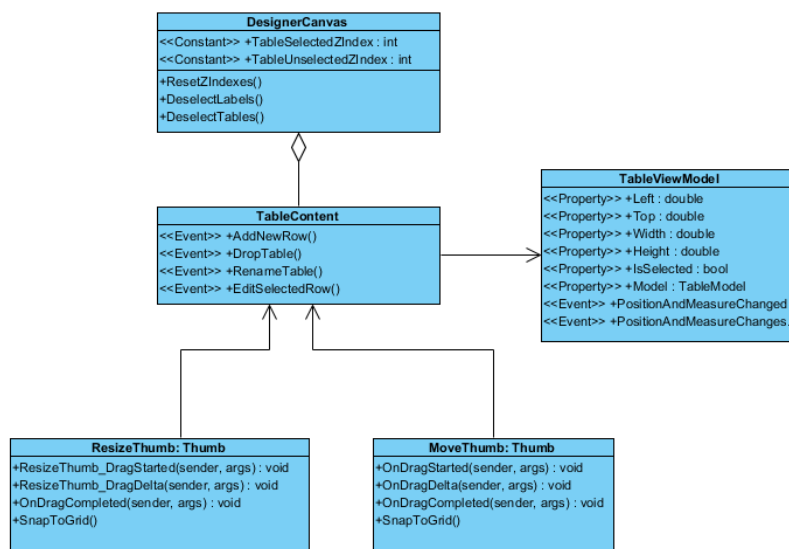 DesignerCanvas
<<Constant>> +TableSelectedZIndex : int
<<Constant>> +TableUnselectedZIndex : int
+ResetZIndexes()
+DeselectLabels()
+DeselectTables()
TableContent
<<Event>> +AddNewRow()
<<Event>> +DropTable()
<<Event>> +RenameTable()
<<Event>> +EditSelectedRow()
TableViewModel
<<Property>> +Left : double
<<Property>> +Top : double
<<Property>> +Width : double
<<Property>> +Height : double
<<Property>> +IsSelected : bool
<<Property>> +Model : TableModel
<<Event>> +PositionAndMeasureChanged
<<Event>> +PositionAndMeasureChanges.
ResizeThumb: Thumb
+ResizeThumb_DragStarted(sender, args) : void
+ResizeThumb_DragDelta(sender, args) : void
+OnDragCompleted(sender, args) : void
+SnapToGrid()
MoveThumb: Thumb
+OnDragStarted(sender, args) : void
+OnDragDelta(sender, args) : void
+OnDragCompleted(sender, args) : void
+SnapToGrid()